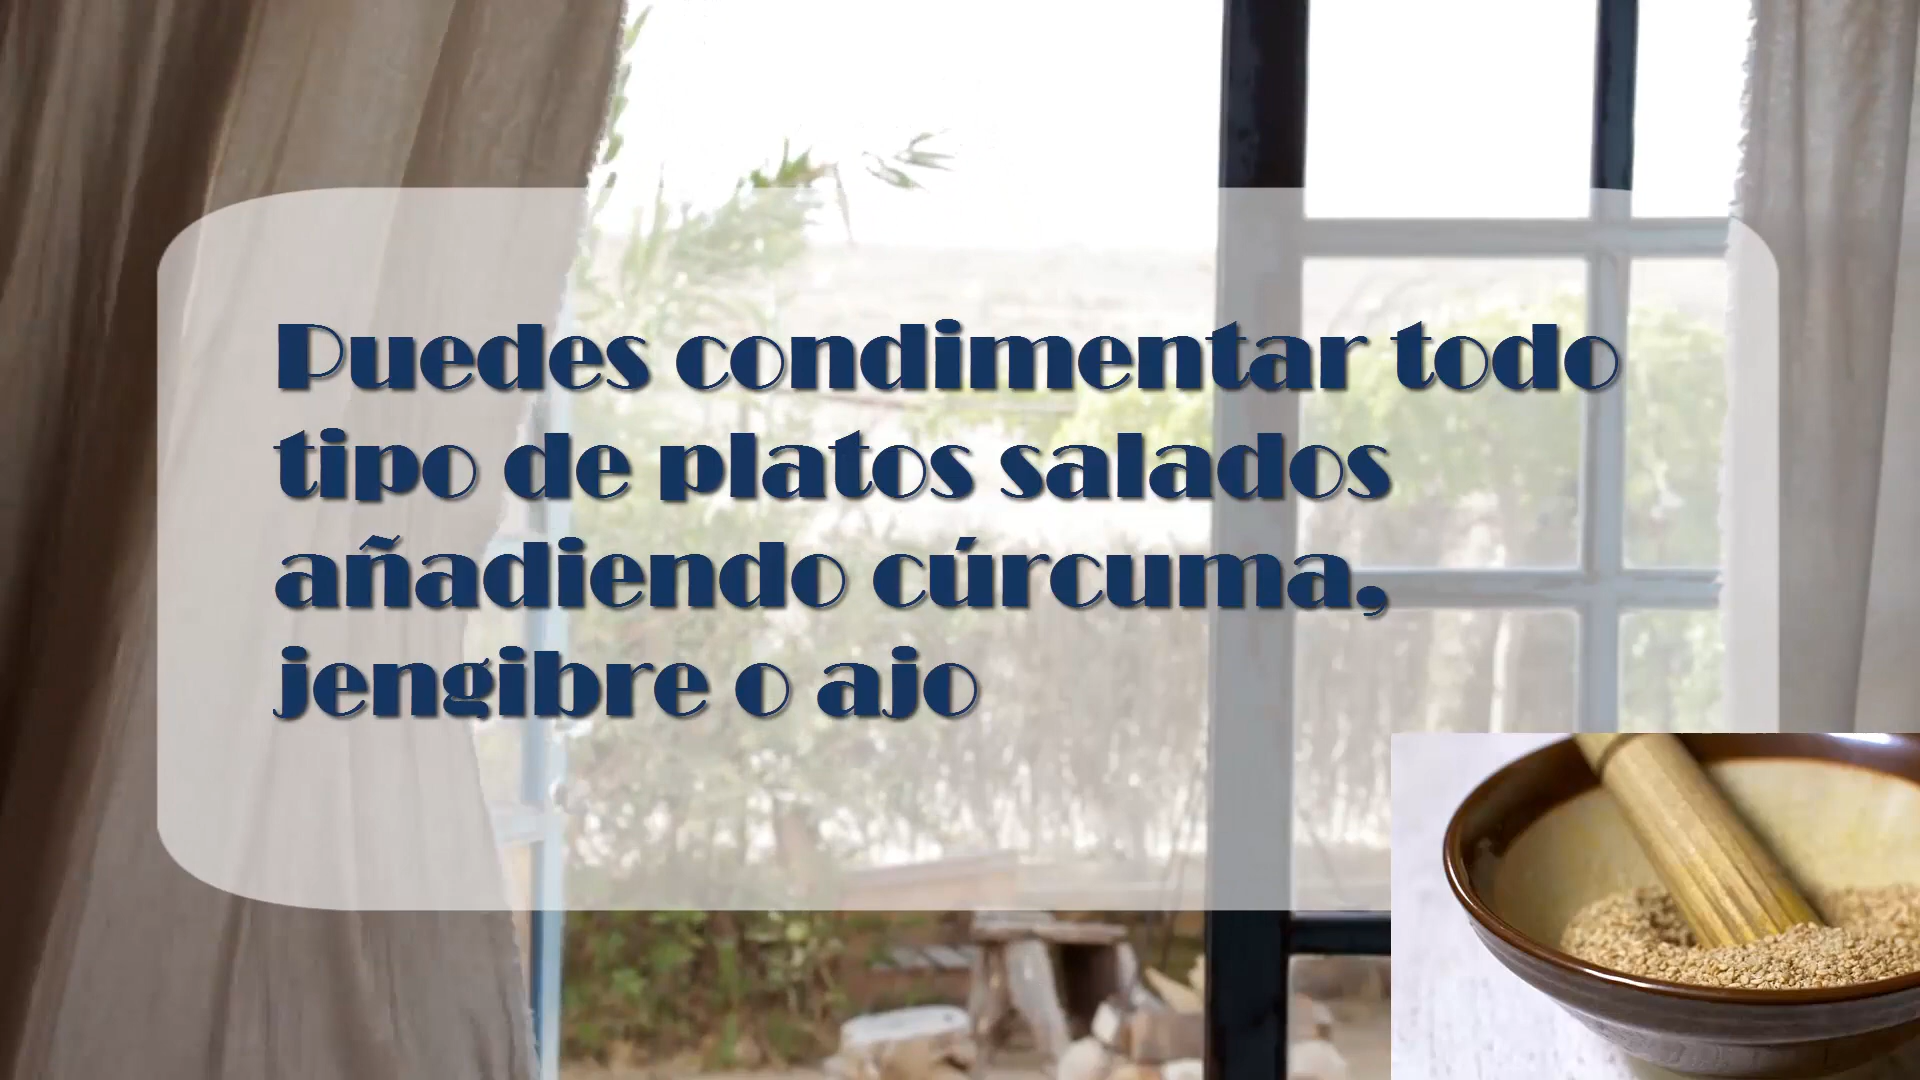 Puedes condimentar todo
tipo de platos salados
añadiendo cúrcuma,
jengibre o ajo